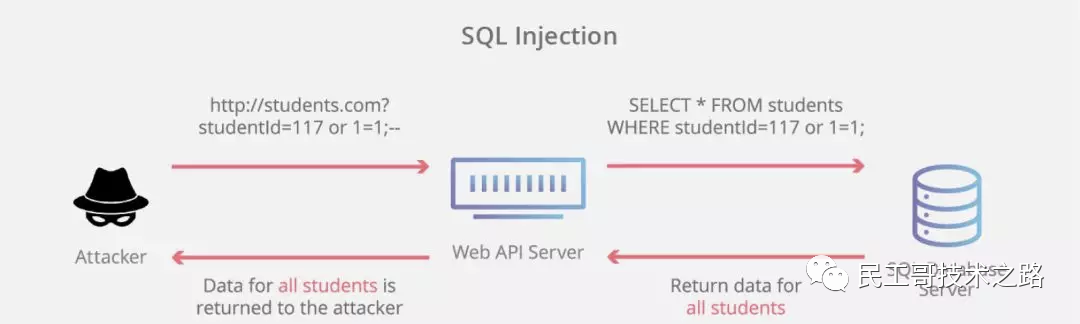 SQL Injection
http://students.com?
studentId=117 or 1=1;--
SELECT * FROM students
WHERE studentId=117 or 1=1;
Attacker
Web API Server
SQL Database
Server
民工哥技术之路
Data for all students is
returned to the attacker
Return data for
all students